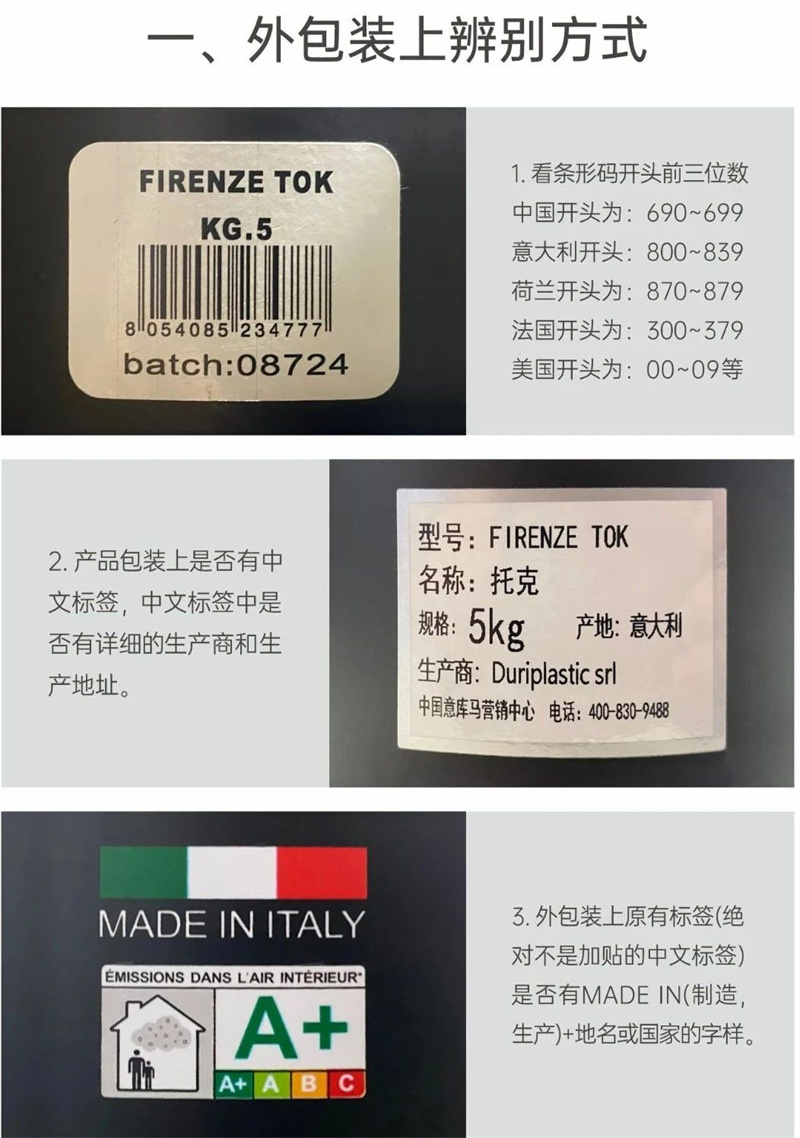 一、外包装上辨别方式
FIRENZE TOK
KG.5
8 054085 234777
batch:08724
1. 看条形码开头前三位数
中国开头为：690~699
意大利开头：800~839
荷兰开头为：870~879
法国开头为：300~379
美国开头为：00~09等
2. 产品包装上是否有中
文标签，中文标签中是
否有详细的生产商和生
产地址。
型号：FIRENZE TOK
名称：托克
规格：5kg 产地：意大利
生产商：Duriplastic srl
中国意库马营销中心 电话：400-830-9488
MADE IN ITALY
ÉMISSIONS DANS L'AIR INTÉRIEUR*
A+
A+ A B C
3. 外包装上原有标签(绝
对不是加贴的中文标签)
是否有MADE IN(制造，
生产)+地名或国家的字样。